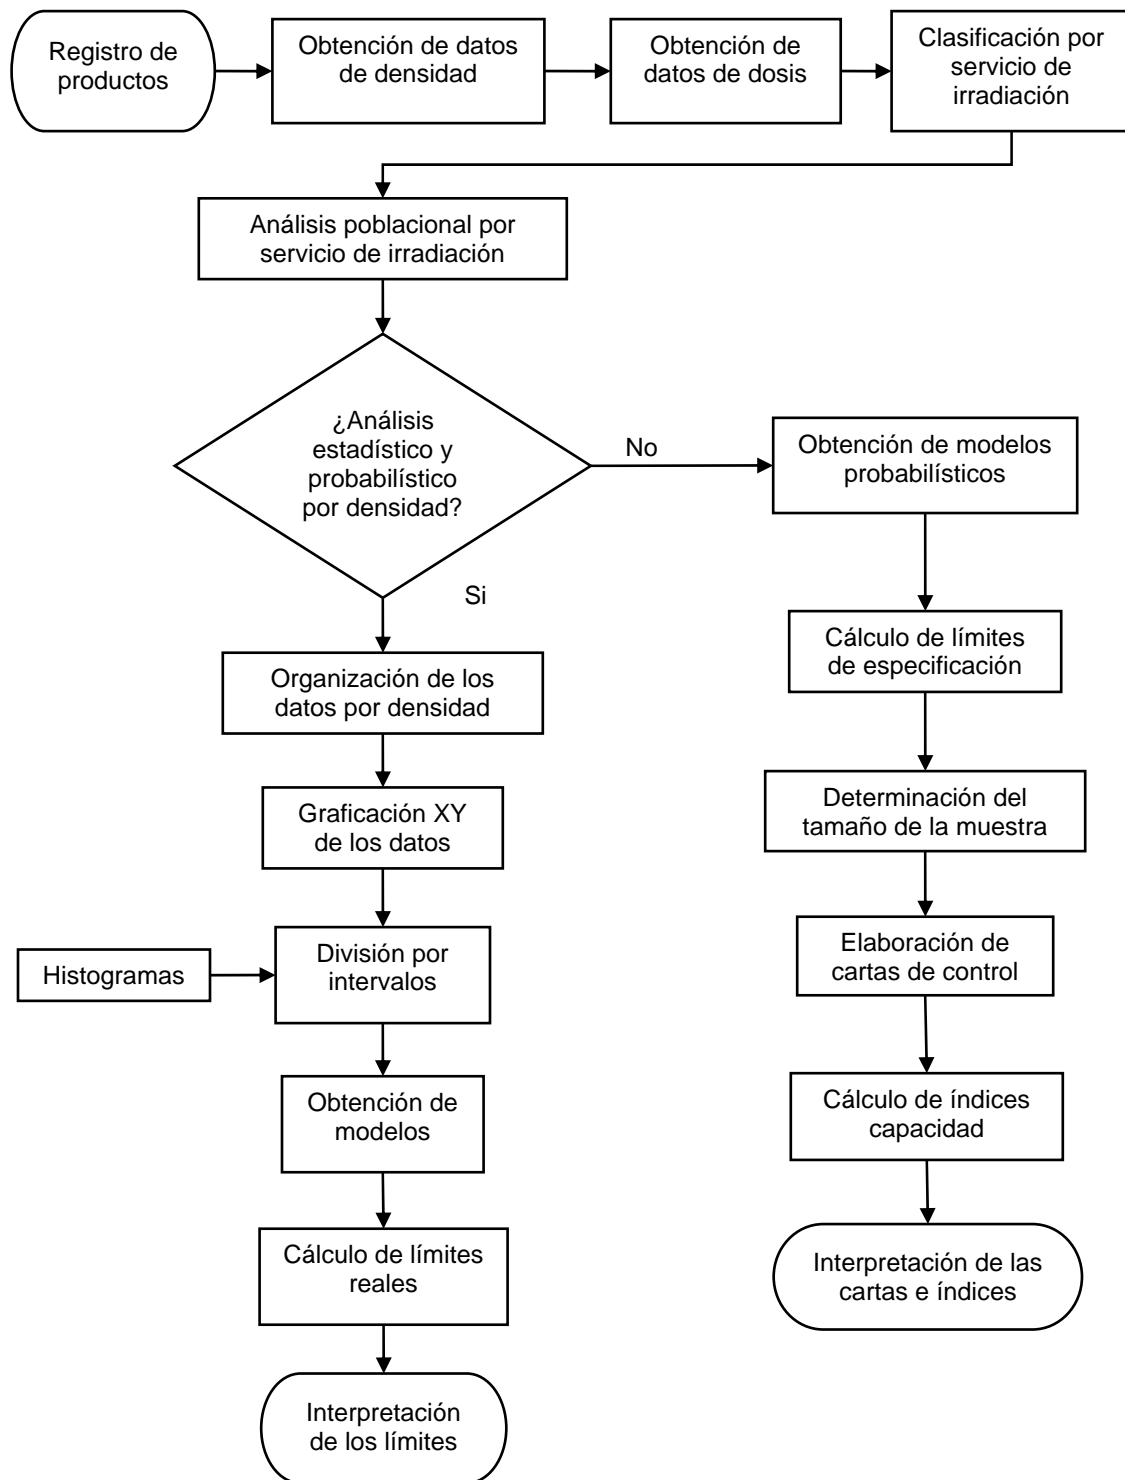 Registro de
productos
Obtención de datos
de densidad
Obtención de
datos de dosis
Clasificación por
servicio de
irradiación
Análisis poblacional por
servicio de irradiación
¿Análisis
estadístico y
probabilístico
por densidad?
No
Si
Obtención de modelos
probabilísticos
Cálculo de límites
de especificación
Determinación del
tamaño de la muestra
Elaboración de
cartas de control
Cálculo de índices
capacidad
Interpretación de las
cartas e índices
Organización de los
datos por densidad
Graficación XY
de los datos
Histogramas
División por
intervalos
Obtención de
modelos
Cálculo de límites
reales
Interpretación
de los límites